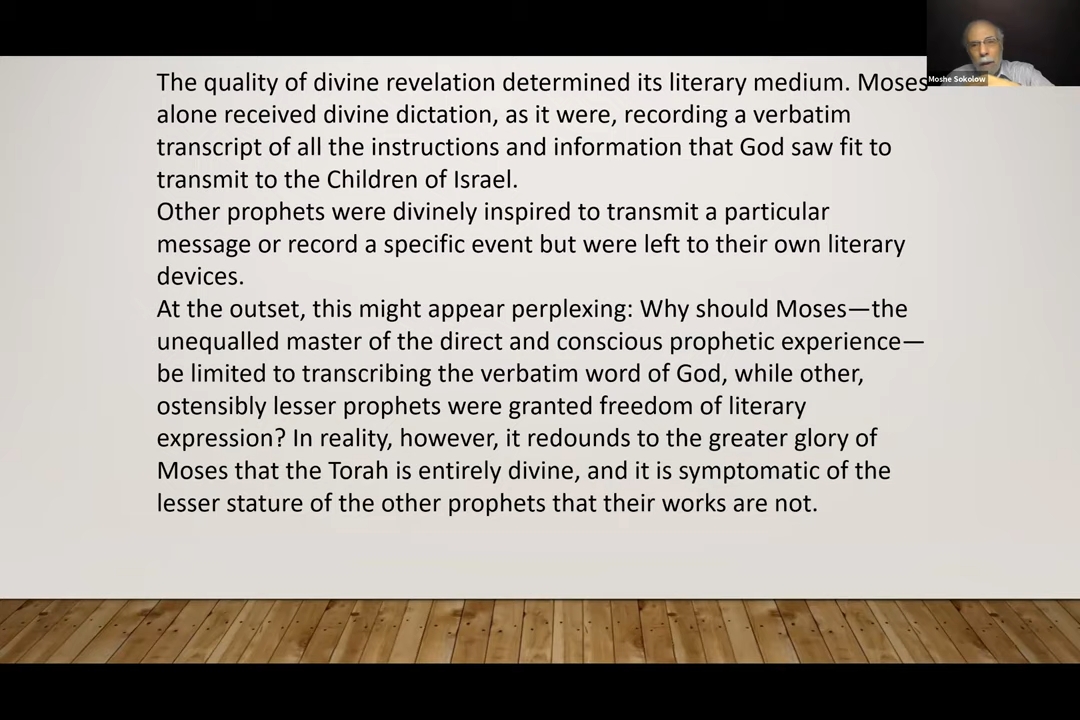 The quality of divine revelation determined its literary medium. Moses
alone received divine dictation, as it were, recording a verbatim
transcript of all the instructions and information that God saw fit to
transmit to the Children of Israel.
Other prophets were divinely inspired to transmit a particular
message or record a specific event but were left to their own literary
devices.
At the outset, this might appear perplexing: Why should Moses—the
unequalled master of the direct and conscious prophetic experience—
be limited to transcribing the verbatim word of God, while other,
ostensibly lesser prophets were granted freedom of literary
expression? In reality, however, it redounds to the greater glory of
Moses that the Torah is entirely divine, and it is symptomatic of the
lesser stature of the other prophets that their works are not.
Moshe Sokolow